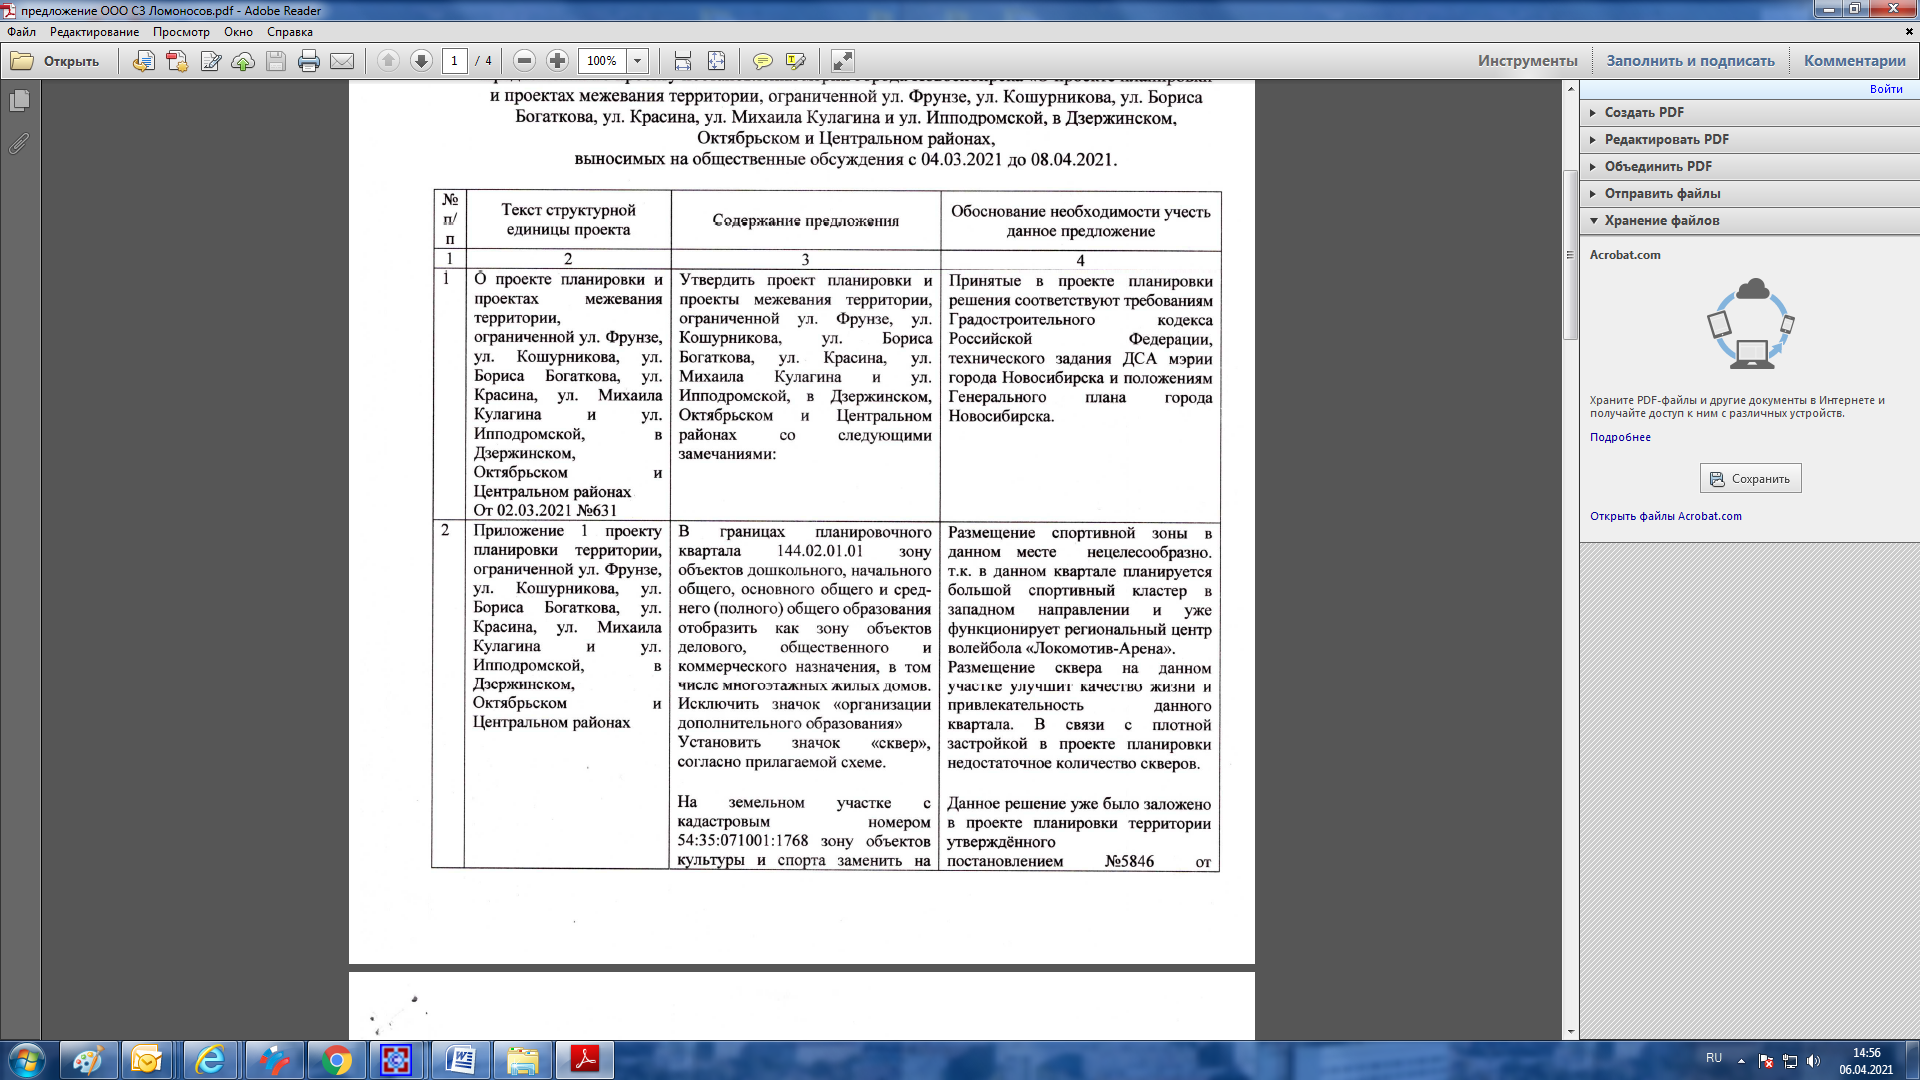 предложение ООО СЗ Ломоносов.pdf - Adobe Reader
Файл Редактирование Просмотр Окно Справка
Открыть
1 / 4
100%
Инструменты Заполнить и подписать Комментарии
и проектах межевания территории, ограниченной ул. Фрунзе, ул. Кошурникова, ул. Бориса
Богаткова, ул. Красина, ул. Михаила Кулагина и ул. Ипподромской, в Дзержинском,
Октябрьском и Центральном районах,
выносимых на общественные обсуждения с 04.03.2021 до 08.04.2021.
№
п/
п
Текст структурной
единицы проекта
Содержание предложения
Обоснование необходимости учесть
данное предложение
1 2 3 4
1
О проекте планировки и
проектах межевания
территории,
ограниченной ул. Фрунзе,
ул. Кошурникова, ул.
Бориса Богаткова, ул.
Красина, ул. Михаила
Кулагина и ул.
Ипподромской, в
Дзержинском,
Октябрьском и
Центральном районах
От 02.03.2021 №631
Утвердить проект планировки и
проекты межевания территории,
ограниченной ул. Фрунзе, ул.
Кошурникова, ул. Бориса
Богаткова, ул. Красина, ул.
Михаила Кулагина и ул.
Ипподромской, в Дзержинском,
Октябрьском и Центральном
районах со следующими
замечаниями:
Принятые в проекте планировки
решения соответствуют требованиям
Градостроительного кодекса
Российской Федерации,
технического задания ДСА мэрии
города Новосибирска и положениям
Генерального плана города
Новосибирска.
2
Приложение 1 проекту
планировки территории,
ограниченной ул. Фрунзе,
ул. Кошурникова, ул.
Бориса Богаткова, ул.
Красина, ул. Михаила
Кулагина и ул.
Ипподромской, в
Дзержинском,
Октябрьском и
Центральном районах
В границах планировочного
квартала 144.02.01.01 зону
объектов дошкольного, начального
общего, основного общего и сред-
него (полного) общего образования
отобразить как зону объектов
делового, общественного и
коммерческого назначения, в том
числе многоэтажных жилых домов.
Исключить значок «организации
дополнительного образования»
Установить значок «сквер»,
согласно прилагаемой схеме.
На земельном участке с
кадастровым номером
54:35:071001:1768 зону объектов
культуры и спорта заменить на
Размещение спортивной зоны в
данном месте нецелесообразно.
т.к. в данном квартале планируется
большой спортивный кластер в
западном направлении и уже
функционирует региональный центр
волейбола «Локомотив-Арена».
Размещение сквера на данном
участке улучшит качество жизни и
привлекательность данного
квартала. В связи с плотной
застройкой в проекте планировки
недостаточное количество скверов.
Данное решение уже было заложено
в проекте планировки территории
утверждённого
постановлением №5846 от
Войти
Создать PDF
Редактировать PDF
Объединить PDF
Отправить файлы
Хранение файлов
Acrobat.com
Храните PDF-файлы и другие документы в Интернете и
получайте доступ к ним с различных устройств.
Подробнее
Сохранить
Открыть файлы Acrobat.com
RU
14:56
06.04.2021